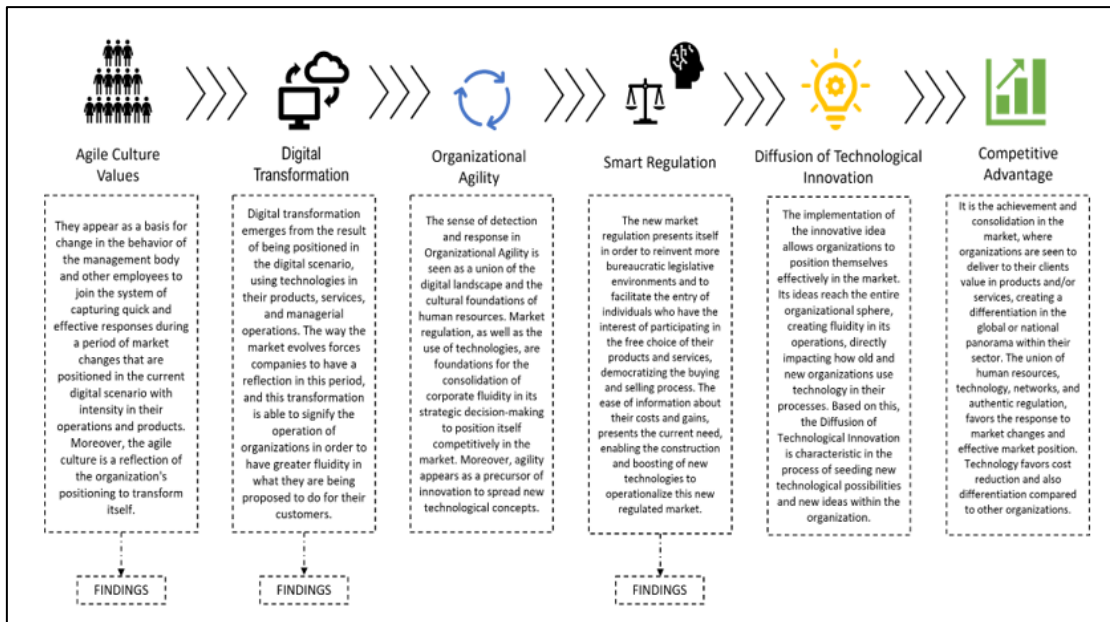 Agile Culture
Values
They appear as a basis for
change in the behavior of
the management body
and other employees to
join the system of
capturing quick and
effective responses during
a period of market
changes that are
positioned in the current
digital scenario with
intensity in their
operations and products.
Moreover, the agile
culture is a reflection of
the organization's
positioning to transform
itself.
FINDINGS
Digital
Transformation
Digital transformation
emerges from the result
of being positioned in
the digital scenario,
using technologies in
their products, services,
and managerial
operations. The way the
market evolves forces
companies to have a
reflection in this period,
and this transformation
is able to signify the
operation of
organizations in order to
have greater fluidity in
what they are being
proposed to do for their
customers.
FINDINGS
Organizational
Agility
The sense of detection
and response in
Organizational Agility is
seen as a union of the
digital landscape and the
cultural foundations of
human resources. Market
regulation, as well as the
use of technologies, are
foundations for the
consolidation of
corporate fluidity in its
strategic decision-making
to position itself
competitively in the
market. Moreover, agility
appears as a precursor of
innovation to spread new
technological concepts.
Smart Regulation
The new market
regulation presents itself
in order to reinvent more
bureaucratic legislative
environments and to
facilitate the entry of
individuals who have the
interest of participating in
the free choice of their
products and services,
democratizing the buying
and selling process. The
ease of information about
their costs and gains,
presents the current need,
enabling the construction
and boosting of new
technologies to
operationalize this new
regulated market.
FINDINGS
Diffusion of Technological
Innovation
The implementation of
the innovative idea
allows organizations to
position themselves
effectively in the market.
Its ideas reach the entire
organizational sphere,
creating fluidity in its
operations, directly
impacting how old and
new organizations use
technology in their
processes. Based on this,
the Diffusion of
Technological Innovation
is characteristic in the
process of seeding new
technological possibilities
and new ideas within the
organization.
Competitive
Advantage
It is the achievement and
consolidation in the
market, where
organizations are seen to
deliver to their clients
value in products and/or
services, creating a
differentiation in the
global or national
panorama within their
sector. The union of
human resources,
technology, networks, and
authentic regulation,
favors the response to
market changes and
effective market position.
Technology favors cost
reduction and also
differentiation compared
to other organizations.